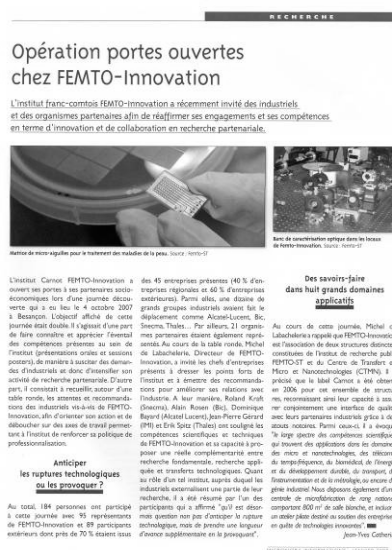 RECHERCHE
Opération portes ouvertes
chez FEMTO-Innovation
L'institut franc-comtois FEMTO-Innovation a récemment invité des industriels
et des organismes partenaires afin de réaffirmer ses engagements et ses compétences
en terme d'innovation et de collaboration en recherche partenariale.
Matrice de micro-aiguilles pour le traitement des maladies de la peau. Source : Femto-ST
Banc de caractérisation optique dans les locaux
de Femto-Innovation. Source : Femto-ST
L'institut Carnot FEMTO-Innovation a
ouvert ses portes à ses partenaires socio-
économiques lors d'une journée décou-
verte qui a eu lieu le 4 octobre 2007
à Besançon. L'objectif affiché de cette
journée était double. Il s'agissait d'une part
de faire connaître et apprécier l'éventail
des compétences présentes au sein de
l'institut (présentations orales et sessions
posters), de manière à susciter des deman-
des d'industriels et donc d'intensifier son
activité de recherche partenariale. D'autre
part, il consistait à recueillir, autour d'une
table ronde, les attentes et recommanda-
tions des industriels vis-à-vis de FEMTO-
Innovation, afin d'orienter son action et de
déboucher sur des axes de travail permet-
tant à l'Institut de renforcer sa politique de
professionnalisation.
Anticiper
les ruptures technologiques
ou les provoquer ?
Au total, 184 personnes ont participé
à cette journée avec 95 représentants
de FEMTO-Innovation et 89 participants
extérieurs dont près de 70 % étaient issus
des 45 entreprises présentes (40 % d'en-
treprises régionales et 60 % d'entreprises
extérieures). Parmi elles, une dizaine de
grands groupes industriels avaient fait le
déplacement comme Alcatel-Lucent, Bic,
Snecma, Thales... Par ailleurs, 21 organis-
mes partenaires étaient également repré-
sentés. Au cours de la table ronde, Michel
de Labachelerie, Directeur de FEMTO-
Innovation, a invité les chefs d'entreprises
présents à dresser les points forts de
l'Institut et à émettre des recommanda-
tions pour améliorer ses relations avec
l'industrie. A leur manière, Roland Kraft
(Snecma), Alain Rosen (Bic), Dominique
Bayard (Alcatel Lucent), Jean-Pierre Gérard
(IMI) et Erik Spitz (Thales) ont souligné les
compétences scientifiques et techniques
de FEMTO-Innovation et sa capacité à pro-
poser une réelle complémentarité entre
recherche fondamentale, recherche appli-
quée et transferts technologiques. Quant
au rôle d'un tel institut, auprès duquel les
industriels externalisent une partie de leur
recherche, il a été résumé par l'un des
participants qui a affirmé "qu'il est désor-
mais question non pas d'anticiper la rupture
technologique, mais de prendre une longueur
d'avance supplémentaire en la provoquant".
Des savoirs-faire
dans huit grands domaines
applicatifs
Au cours de cette journée, Michel de
Labachelerie a rappelé que FEMTO-Innovation
est l'association de deux structures distinctes
constituées de l'institut de recherche publi
FEMTO-ST et du Centre de Transfert e
Micro et Nanotechnologies (CTMN). Il
précisé que le label Carnot a été obten
en 2006 pour cet ensemble de structu
res, reconnaissant ainsi leur capacité à assu
rer conjointement une interface de qualit
avec leurs partenaires industriels grâce à de
atouts notoires. Parmi ceux-ci, il a évoqu
"le large spectre des compétences scientifique
qui trouvent des applications dans les domaine
des micro et nanotechnologies, des télécom
du temps-fréquence, du biomédical, de l'énergi
et du développement durable, du transport, d
l'instrumentation et de la métrologie, ou encore d
génie industriel. Nous disposons également d'un
centrale de microfabrication de rang nationa
comportant 800 m² de salle blanche, et incluar
un atelier pilote destiné au soutien des entreprise
en quête de technologies innovantes".
Jean-Yves Catheri